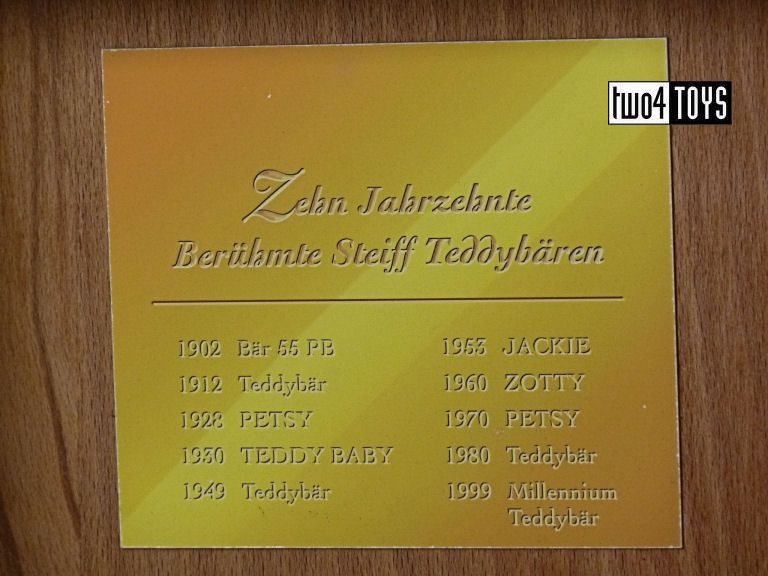 two4 TOYS
Zehn Jahrzehnte
Berühmte Steiff Teddybären
1902 Bär 55 PB
1912 Teddybär
1928 PETSY
1930 TEDDY BABY
1949 Teddybär
1953 JACKIE
1960 ZOTTY
1970 PETSY
1980 Teddybär
1999 Millennium
Teddybär